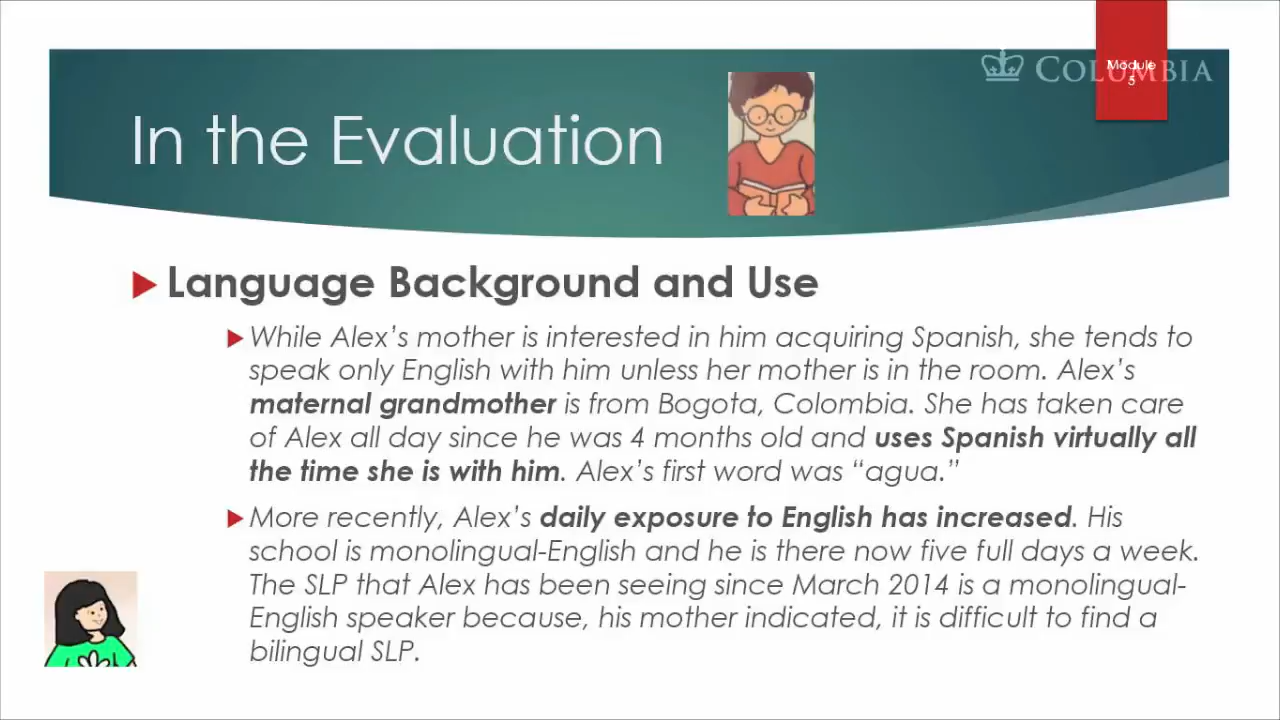 COLUMBIA
Module
5
In the Evaluation
Language Background and Use
While Alex's mother is interested in him acquiring Spanish, she tends to
speak only English with him unless her mother is in the room. Alex's
maternal grandmother is from Bogota, Colombia. She has taken care
of Alex all day since he was 4 months old and uses Spanish virtually all
the time she is with him. Alex's first word was “agua.”
More recently, Alex's daily exposure to English has increased. His
school is monolingual-English and he is there now five full days a week.
The SLP that Alex has been seeing since March 2014 is a monolingual-
English speaker because, his mother indicated, it is difficult to find a
bilingual SLP.